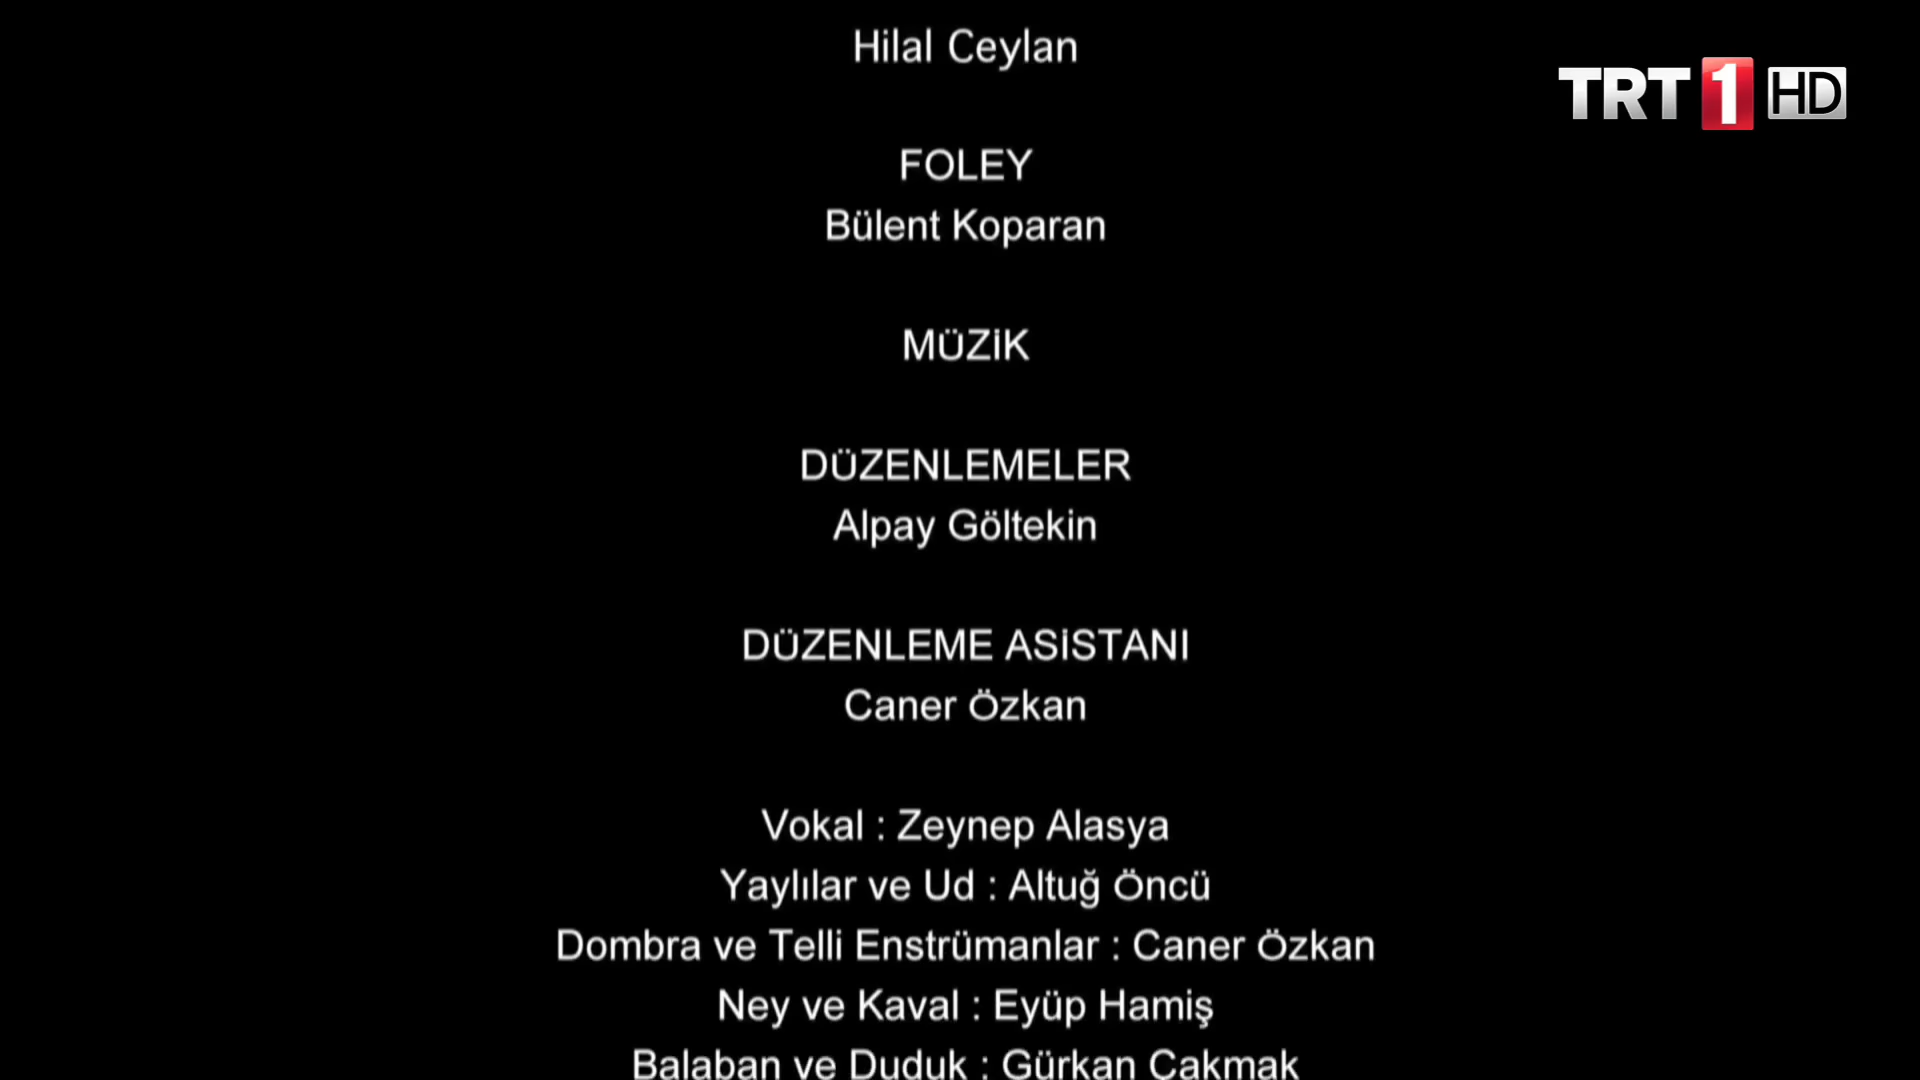 Hilal Ceylan
TRT 1 HD
FOLEY
Bülent Koparan
MÜZİK
DÜZENLEMELER
Alpay Göltekin
DÜZENLEME ASİSTANI
Caner Özkan
Vokal : Zeynep Alasya
Yaylılar ve Ud : Altuğ Öncü
Dombra ve Telli Enstrümanlar : Caner Özkan
Ney ve Kaval : Eyüp Hamiş
Balaban ve Duduk : Gürkan Çakmak